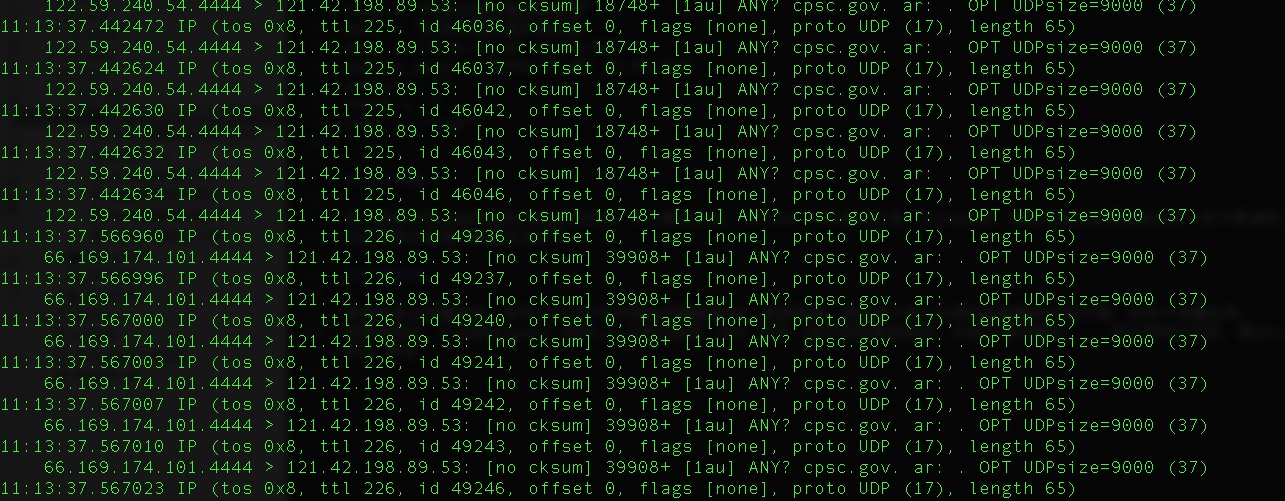 122.59.240.54.4444 > 121.42.198.89.53: [no cksum] 18748+ [1au] ANY? cpsc.gov. ar: . OPT UDPsize=9000 (37)
11:13:37.442472 IP (tos 0x8, ttl 225, id 46036, offset 0, flags [none], proto UDP (17), length 65)
122.59.240.54.4444 > 121.42.198.89.53: [no cksum] 18748+ [1au] ANY? cpsc.gov. ar: . OPT UDPsize=9000 (37)
11:13:37.442624 IP (tos 0x8, ttl 225, id 46037, offset 0, flags [none], proto UDP (17), length 65)
122.59.240.54.4444 > 121.42.198.89.53: [no cksum] 18748+ [1au] ANY? cpsc.gov. ar: . OPT UDPsize=9000 (37)
11:13:37.442630 IP (tos 0x8, ttl 225, id 46042, offset 0, flags [none], proto UDP (17), length 65)
122.59.240.54.4444 > 121.42.198.89.53: [no cksum] 18748+ [1au] ANY? cpsc.gov. ar: . OPT UDPsize=9000 (37)
11:13:37.442632 IP (tos 0x8, ttl 225, id 46043, offset 0, flags [none], proto UDP (17), length 65)
122.59.240.54.4444 > 121.42.198.89.53: [no cksum] 18748+ [1au] ANY? cpsc.gov. ar: . OPT UDPsize=9000 (37)
11:13:37.442634 IP (tos 0x8, ttl 225, id 46046, offset 0, flags [none], proto UDP (17), length 65)
122.59.240.54.4444 > 121.42.198.89.53: [no cksum] 18748+ [1au] ANY? cpsc.gov. ar: . OPT UDPsize=9000 (37)
11:13:37.566960 IP (tos 0x8, ttl 226, id 49236, offset 0, flags [none], proto UDP (17), length 65)
66.169.174.101.4444 > 121.42.198.89.53: [no cksum] 39908+ [1au] ANY? cpsc.gov. ar: . OPT UDPsize=9000 (37)
11:13:37.566996 IP (tos 0x8, ttl 226, id 49237, offset 0, flags [none], proto UDP (17), length 65)
66.169.174.101.4444 > 121.42.198.89.53: [no cksum] 39908+ [1au] ANY? cpsc.gov. ar: . OPT UDPsize=9000 (37)
11:13:37.567000 IP (tos 0x8, ttl 226, id 49240, offset 0, flags [none], proto UDP (17), length 65)
66.169.174.101.4444 > 121.42.198.89.53: [no cksum] 39908+ [1au] ANY? cpsc.gov. ar: . OPT UDPsize=9000 (37)
11:13:37.567003 IP (tos 0x8, ttl 226, id 49241, offset 0, flags [none], proto UDP (17), length 65)
66.169.174.101.4444 > 121.42.198.89.53: [no cksum] 39908+ [1au] ANY? cpsc.gov. ar: . OPT UDPsize=9000 (37)
11:13:37.567007 IP (tos 0x8, ttl 226, id 49242, offset 0, flags [none], proto UDP (17), length 65)
66.169.174.101.4444 > 121.42.198.89.53: [no cksum] 39908+ [1au] ANY? cpsc.gov. ar: . OPT UDPsize=9000 (37)
11:13:37.567010 IP (tos 0x8, ttl 226, id 49243, offset 0, flags [none], proto UDP (17), length 65)
66.169.174.101.4444 > 121.42.198.89.53: [no cksum] 39908+ [1au] ANY? cpsc.gov. ar: . OPT UDPsize=9000 (37)
11:13:37.567023 IP (tos 0x8, ttl 226, id 49246, offset 0, flags [none], proto UDP (17), length 65)